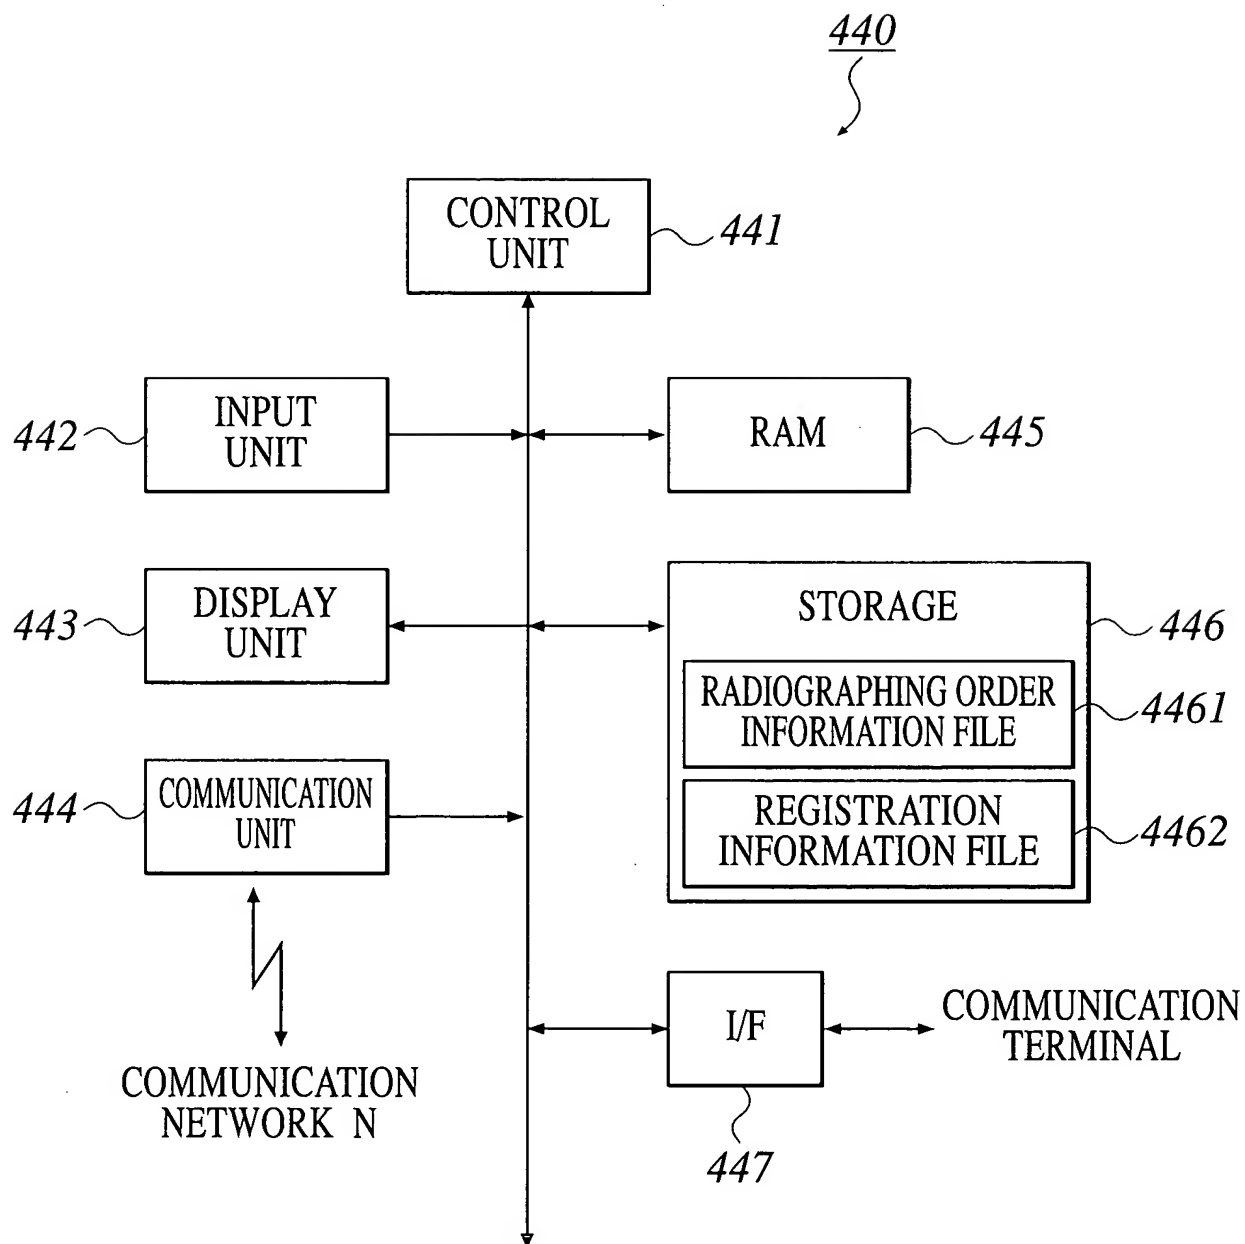 440
CONTROL
UNIT
441
INPUT
UNIT
442
RAM
445
DISPLAY
UNIT
443
STORAGE
446
RADIOGRAPHING ORDER
INFORMATION FILE
4461
REGISTRATION
INFORMATION FILE
4462
COMMUNICATION
UNIT
444
COMMUNICATION
NETWORK N
I/F
447
COMMUNICATION
TERMINAL